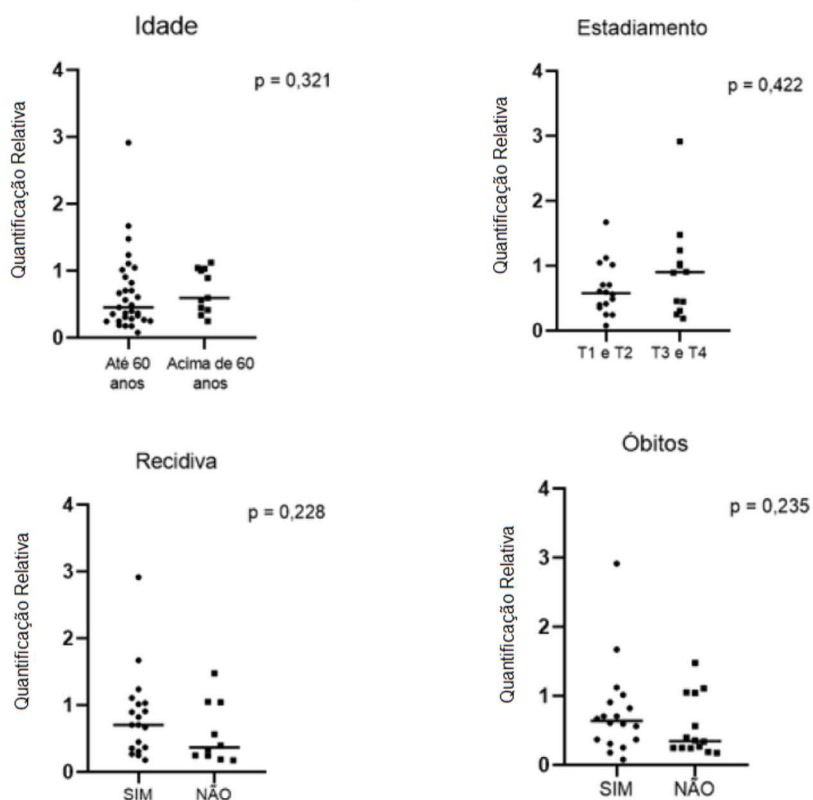 Idade
p = 0,321
Quantificação Relativa
4
3
2
1
0
Até 60
anos
Acima de 60
anos
Estadiamento
p = 0,422
Quantificação Relativa
4
3
2
1
0
T1 e T2
T3 e T4
Recidiva
p = 0,228
Quantificação Relativa
4
3
2
1
0
SIM
NÃO
Óbitos
p = 0,235
Quantificação Relativa
4
3
2
1
0
SIM
NÃO